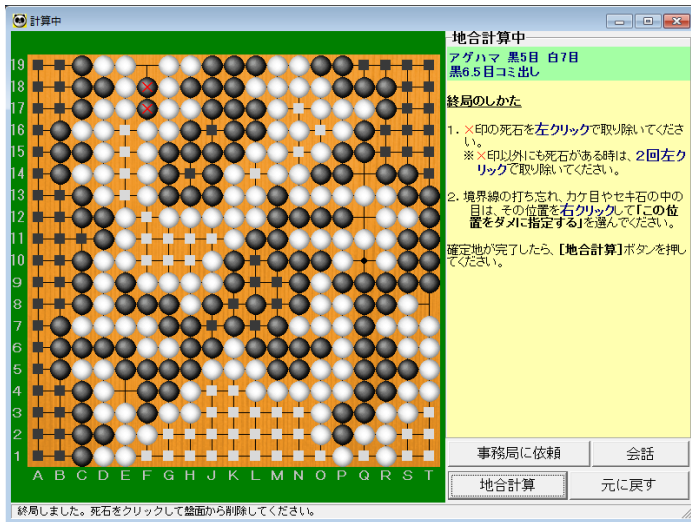 計算中
地合計算中
アゲハマ 黒5目 白7目
黒6.5目コミ出し
終局のしかた
1. ×印の死石を左クリックで取り除いてくださ
い。
※×印以外にも死石がある時は、2回左ク
リックで取り除いてください。
2. 境界線の打ち忘れ、カケ目やセキ石の中の
目は、その位置を右クリックして「この位
置をダメに指定する」を選んでください。
確定地が完了したら、【地合計算】ボタンを押し
てください。
19
18
17
16
15
14
13
12
11
10
9
8
7
6
5
4
3
2
1
A B C D E F G H J K L M N O P Q R S T
事務局に依頼 会話
地合計算 元に戻す
終局しました。死石をクリックして盤面から削除してください。